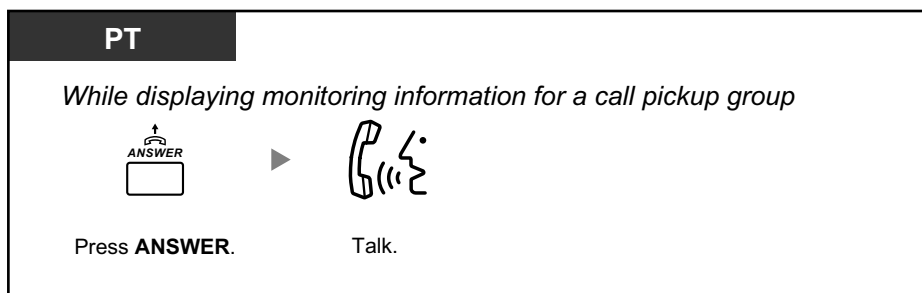 PT
While displaying monitoring information for a call pickup group
ANSWER
Press ANSWER.
Talk.